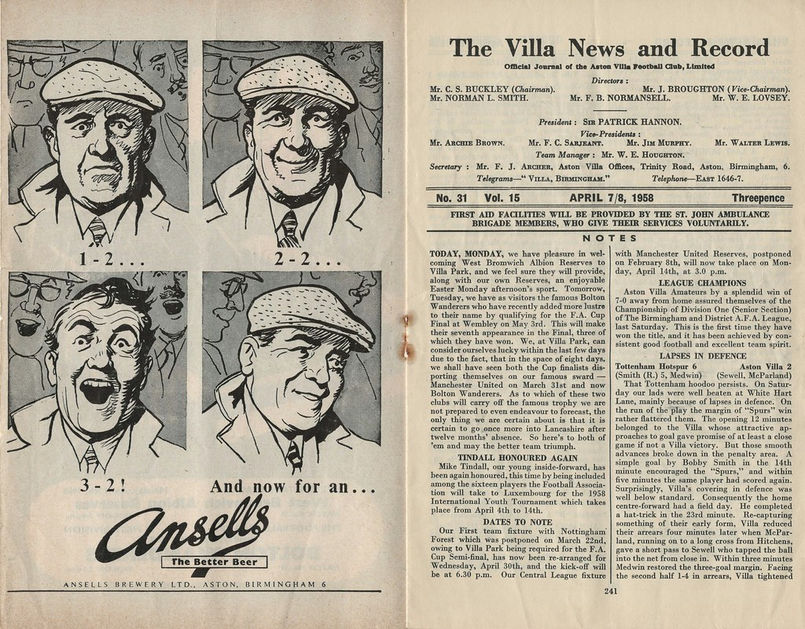 1-2...
2-2...
3-2!
And now for an...
Ansells
The Better Beer
ANSELLS BREWERY LTD., ASTON, BIRMINGHAM 6
The Villa News and Record
Official Journal of the Aston Villa Football Club, Limited
Directors :
Mr. C. S. BUCKLEY (Chairman). Mr. J. BROUGHTON (Vice-Chairman).
Mr. NORMAN L. SMITH. Mr. F. B. NORMANSELL. Mr. W. E. LOVSEY.
President : SIR PATRICK HANNON.
Vice-Presidents :
MR. ARCHIE BROWN. MR. F. C. SARJEANT. MR. JIM MURPHY. MR. WALTER LEWIS.
Team Manager : MR. W. E. HOUGHTON.
Secretary : MR. F. J. ARCHER, Aston Villa Offices, Trinity Road, Aston, Birmingham, 6.
Telegrams—" VILLA, BIRMINGHAM." Telephone—EAST 1646-7.
No. 31 Vol. 15 APRIL 7/8, 1958 Threepence
FIRST AID FACILITIES WILL BE PROVIDED BY THE ST. JOHN AMBULANCE
BRIGADE MEMBERS, WHO GIVE THEIR SERVICES VOLUNTARILY.
NOTES
TODAY, MONDAY, we have pleasure in wel-
coming West Bromwich Albion Reserves to
Villa Park, and we feel sure they will provide,
along with our own Reserves, an enjoyable
Easter Monday afternoon's sport. Tomorrow,
Tuesday, we have as visitors the famous Bolton
Wanderers who have recently added more lustre
to their name by qualifying for the F.A. Cup
Final at Wembley on May 3rd. This will make
their seventh appearance in the Final, three of
which they have won. We, at Villa Park, can
consider ourselves lucky within the last few days
due to the fact, that in the space of eight days,
we shall have seen both the Cup finalists dis-
porting themselves on our famous sward—
Manchester United on March 31st and now
Bolton Wanderers. As to which of these two
clubs will carry off the famous trophy we are
not prepared to even endeavour to forecast, the
only thing we are certain about is that it is
certain to go once more into Lancashire after
twelve months' absence. So here's to both of
'em and may the better team triumph.
TINDALL HONOURED AGAIN
Mike Tindall, our young inside-forward, has
been again honoured, this time by being included
among the sixteen players the Football Associa-
tion will take to Luxembourg for the 1958
International Youth Tournament which takes
place from April 4th to 14th.
DATES TO NOTE
Our First team fixture with Nottingham
Forest which was postponed on March 22nd,
owing to Villa Park being required for the F.A.
Cup Semi-final, has now been re-arranged for
Wednesday, April 30th, and the kick-off will
be at 6.30 p.m. Our Central League fixture
with Manchester United Reserves, postponed
on February 8th, will now take place on Mon-
day, April 14th, at 3.0 p.m.
LEAGUE CHAMPIONS
Aston Villa Amateurs by a splendid win of
7-0 away from home assured themselves of the
Championship of Division One (Senior Section)
of The Birmingham and District A.F.A. League,
last Saturday. This is the first time they have
won the title, and it has been achieved by con-
sistent good football and excellent team spirit.
LAPSES IN DEFENCE
Tottenham Hotspur 6 Aston Villa 2
(Smith (R.) 5, Medwin) (Sewell, McParland)
That Tottenham hoodoo persists. On Satur-
day our lads were well beaten at White Hart
Lane, mainly because of lapses in defence. On
the run of the play the margin of "Spurs" win
rather flattered them. The opening 12 minutes
belonged to the Villa whose attractive ap-
proaches to goal gave promise of at least a close
game if not a Villa victory. But those smooth
advances broke down in the penalty area. A
simple goal by Bobby Smith in the 14th
minute encouraged the "Spurs," and within
five minutes the same player had scored again.
Surprisingly, Villa's covering in defence was
well below standard. Consequently the home
centre-forward had a field day. He completed
a hat-trick in the 23rd minute. Re-capturing
something of their early form, Villa reduced
their arrears four minutes later when McPar-
land, running on to a long cross from Hitchens,
gave a short pass to Sewell who tapped the ball
into the net from close in. Within three minutes
Medwin restored the three-goal margin. Facing
the second half 1-4 in arrears, Villa tightened
241